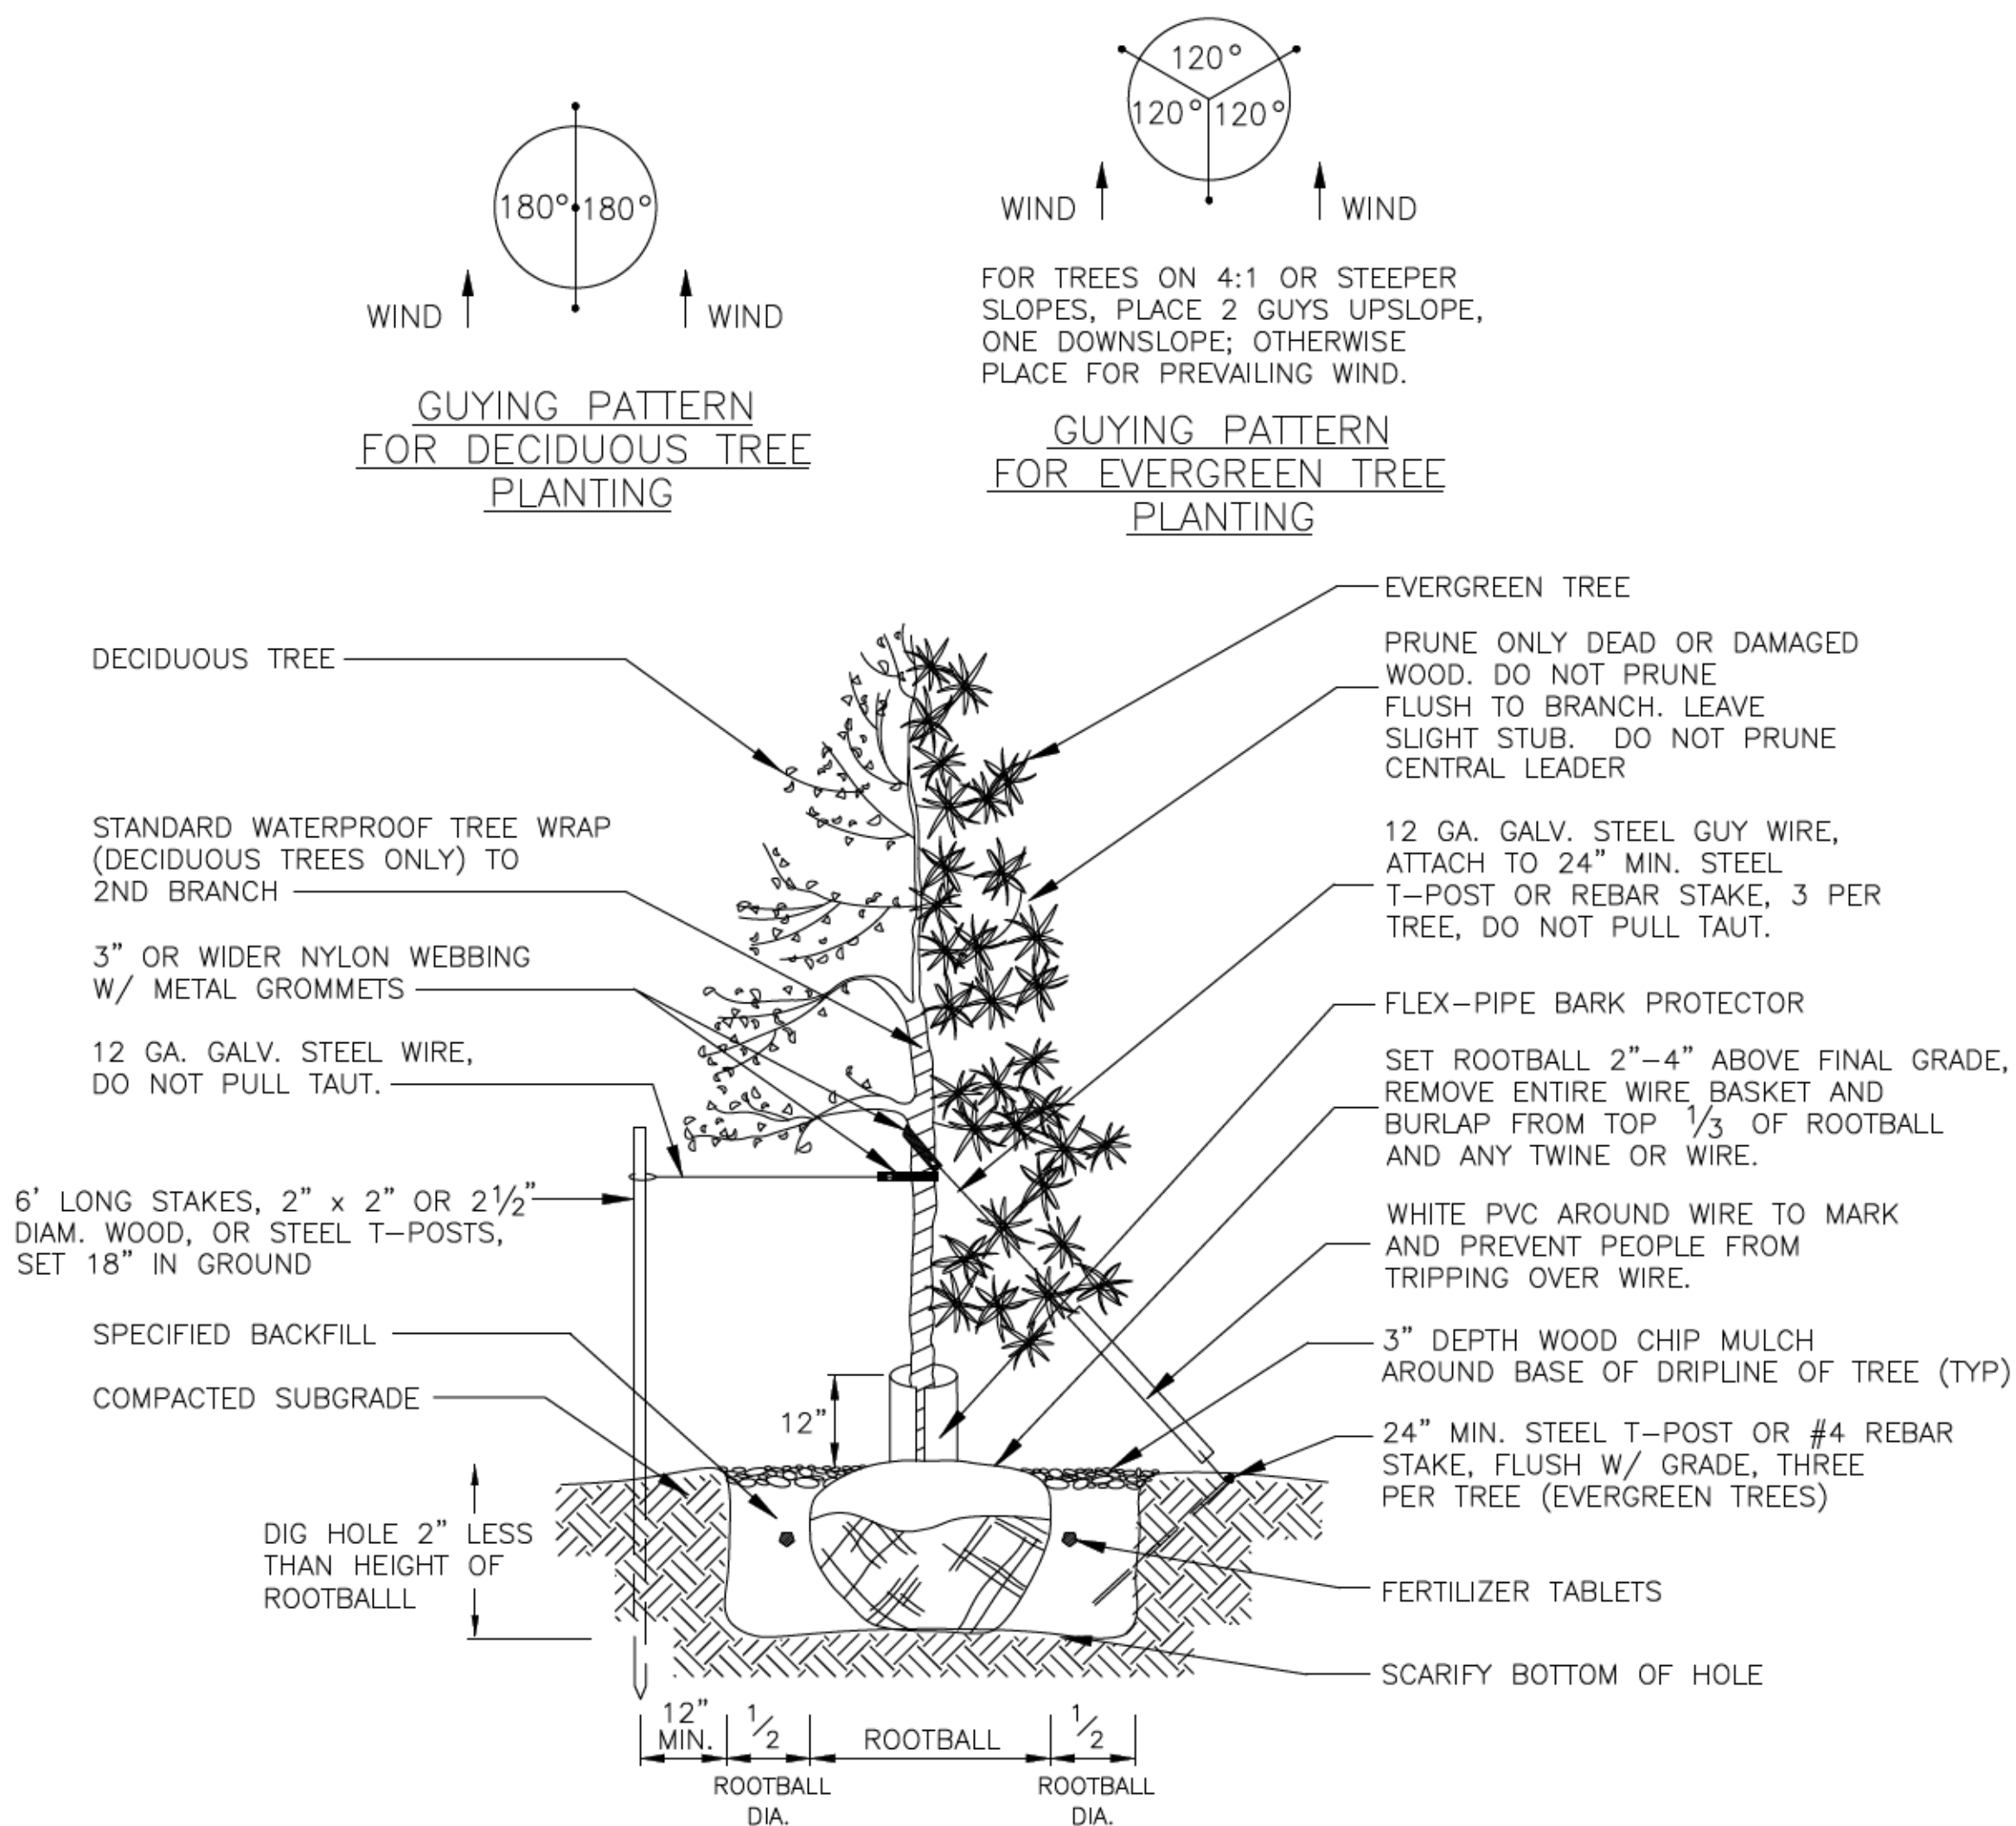 180°
180°
WIND
WIND
GUYING PATTERN
FOR DECIDUOUS TREE
PLANTING
120°
120°
120°
WIND
WIND
FOR TREES ON 4:1 OR STEEPER
SLOPES, PLACE 2 GUYS UPSLOPE,
ONE DOWNSLOPE; OTHERWISE
PLACE FOR PREVAILING WIND.
GUYING PATTERN
FOR EVERGREEN TREE
PLANTING
DECIDUOUS TREE
STANDARD WATERPROOF TREE WRAP
(DECIDUOUS TREES ONLY) TO
2ND BRANCH
3" OR WIDER NYLON WEBBING
W/ METAL GROMMETS
12 GA. GALV. STEEL WIRE,
DO NOT PULL TAUT.
6' LONG STAKES, 2" x 2" OR 2½"
DIAM. WOOD, OR STEEL T-POSTS,
SET 18" IN GROUND
SPECIFIED BACKFILL
COMPACTED SUBGRADE
12"
DIG HOLE 2" LESS
THAN HEIGHT OF
ROOTBALLL
EVERGREEN TREE
PRUNE ONLY DEAD OR DAMAGED
WOOD. DO NOT PRUNE
FLUSH TO BRANCH. LEAVE
SLIGHT STUB. DO NOT PRUNE
CENTRAL LEADER
12 GA. GALV. STEEL GUY WIRE,
ATTACH TO 24" MIN. STEEL
T-POST OR REBAR STAKE, 3 PER
TREE, DO NOT PULL TAUT.
FLEX-PIPE BARK PROTECTOR
SET ROOTBALL 2"-4" ABOVE FINAL GRADE,
REMOVE ENTIRE WIRE BASKET AND
BURLAP FROM TOP 1/3 OF ROOTBALL
AND ANY TWINE OR WIRE.
WHITE PVC AROUND WIRE TO MARK
AND PREVENT PEOPLE FROM
TRIPPING OVER WIRE.
3" DEPTH WOOD CHIP MULCH
AROUND BASE OF DRIPLINE OF TREE (TYP)
24" MIN. STEEL T-POST OR #4 REBAR
STAKE, FLUSH W/ GRADE, THREE
PER TREE (EVERGREEN TREES)
FERTILIZER TABLETS
SCARIFY BOTTOM OF HOLE
12"
MIN.
1/2
ROOTBALL
DIA.
ROOTBALL
1/2
ROOTBALL
DIA.